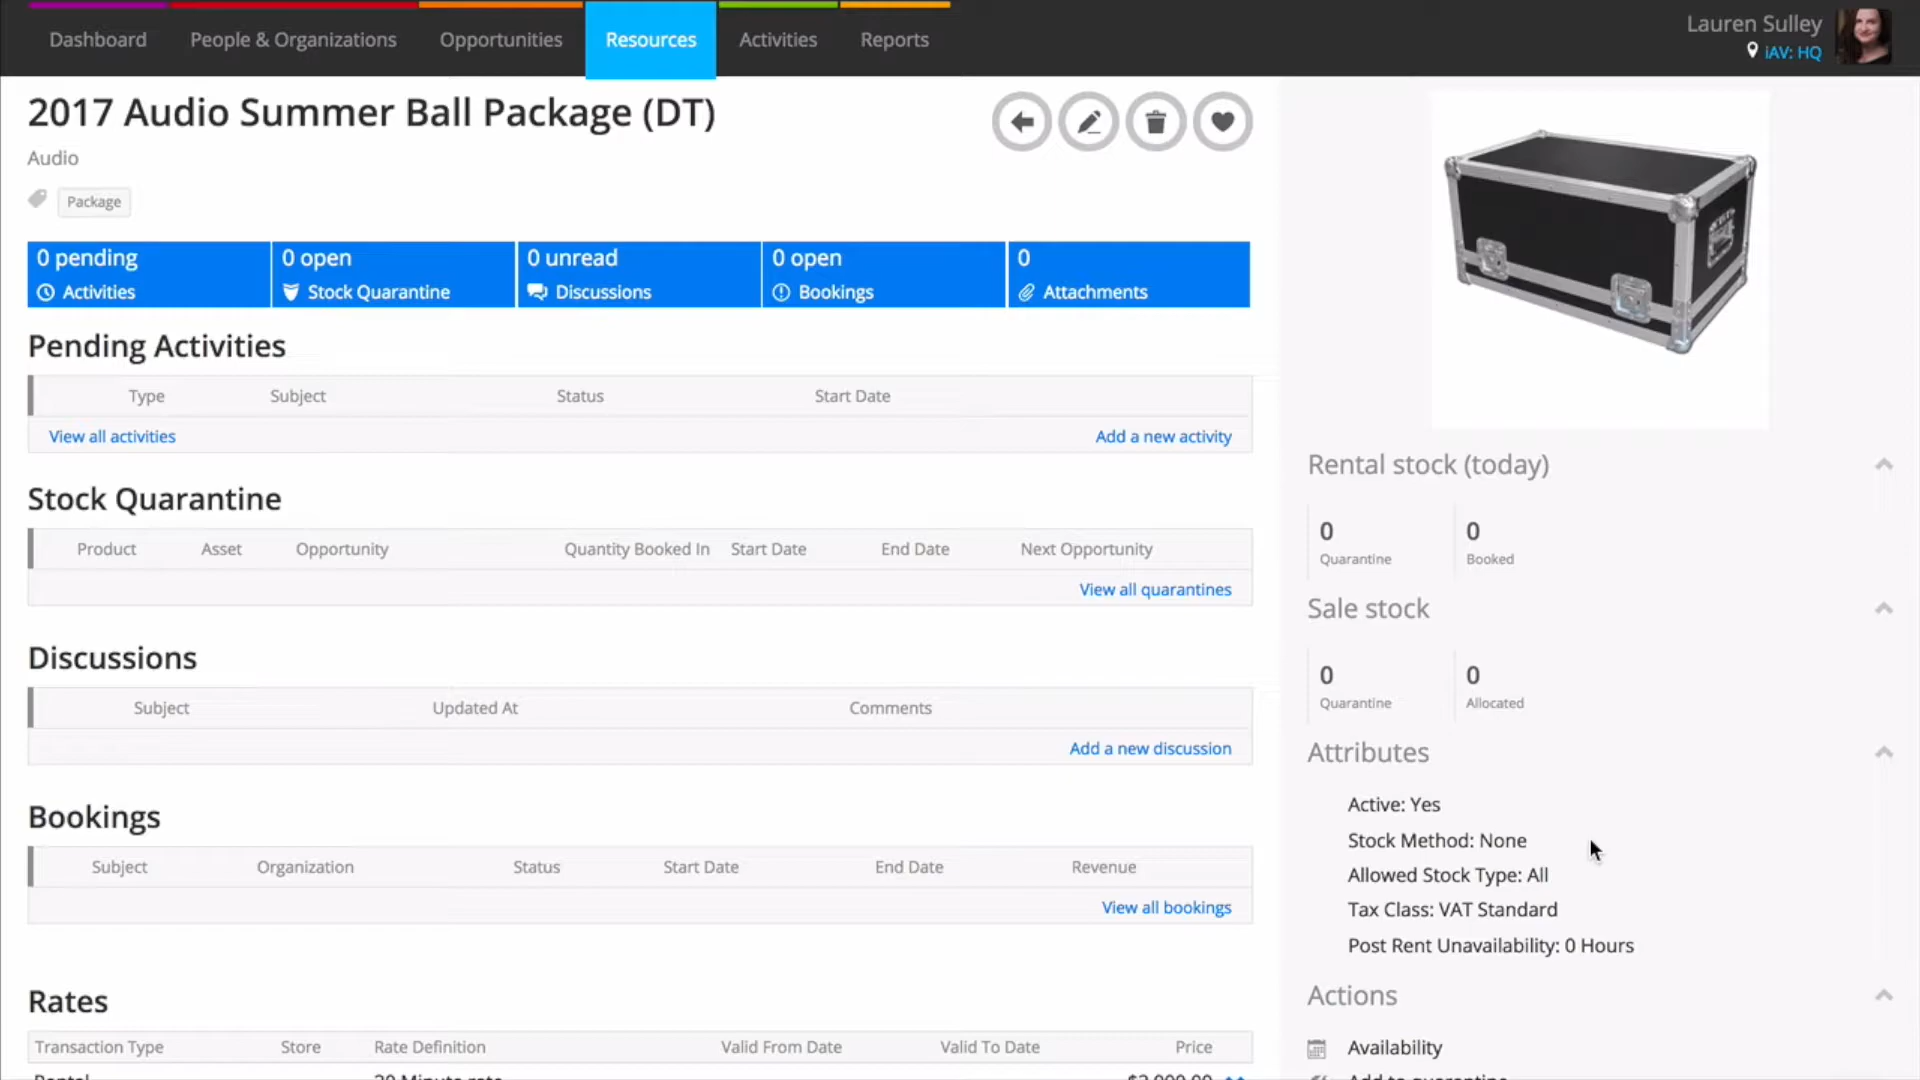 Dashboard People & Organizations Opportunities Resources Activities Reports
Lauren Sulley
iAV: HQ
2017 Audio Summer Ball Package (DT)
Audio
Package
0 pending
Activities
0 open
Stock Quarantine
0 unread
Discussions
0 open
Bookings
0
Attachments
Pending Activities
Type Subject Status Start Date
View all activities Add a new activity
Stock Quarantine
Product Asset Opportunity Quantity Booked In Start Date End Date Next Opportunity
View all quarantines
Discussions
Subject Updated At Comments
Add a new discussion
Bookings
Subject Organization Status Start Date End Date Revenue
View all bookings
Rates
Transaction Type Store Rate Definition Valid From Date Valid To Date Price
Rental
Rental stock (today)
0 0
Quarantine Booked
Sale stock
0 0
Quarantine Allocated
Attributes
Active: Yes
Stock Method: None
Allowed Stock Type: All
Tax Class: VAT Standard
Post Rent Unavailability: 0 Hours
Actions
Availability
Add to quarantine